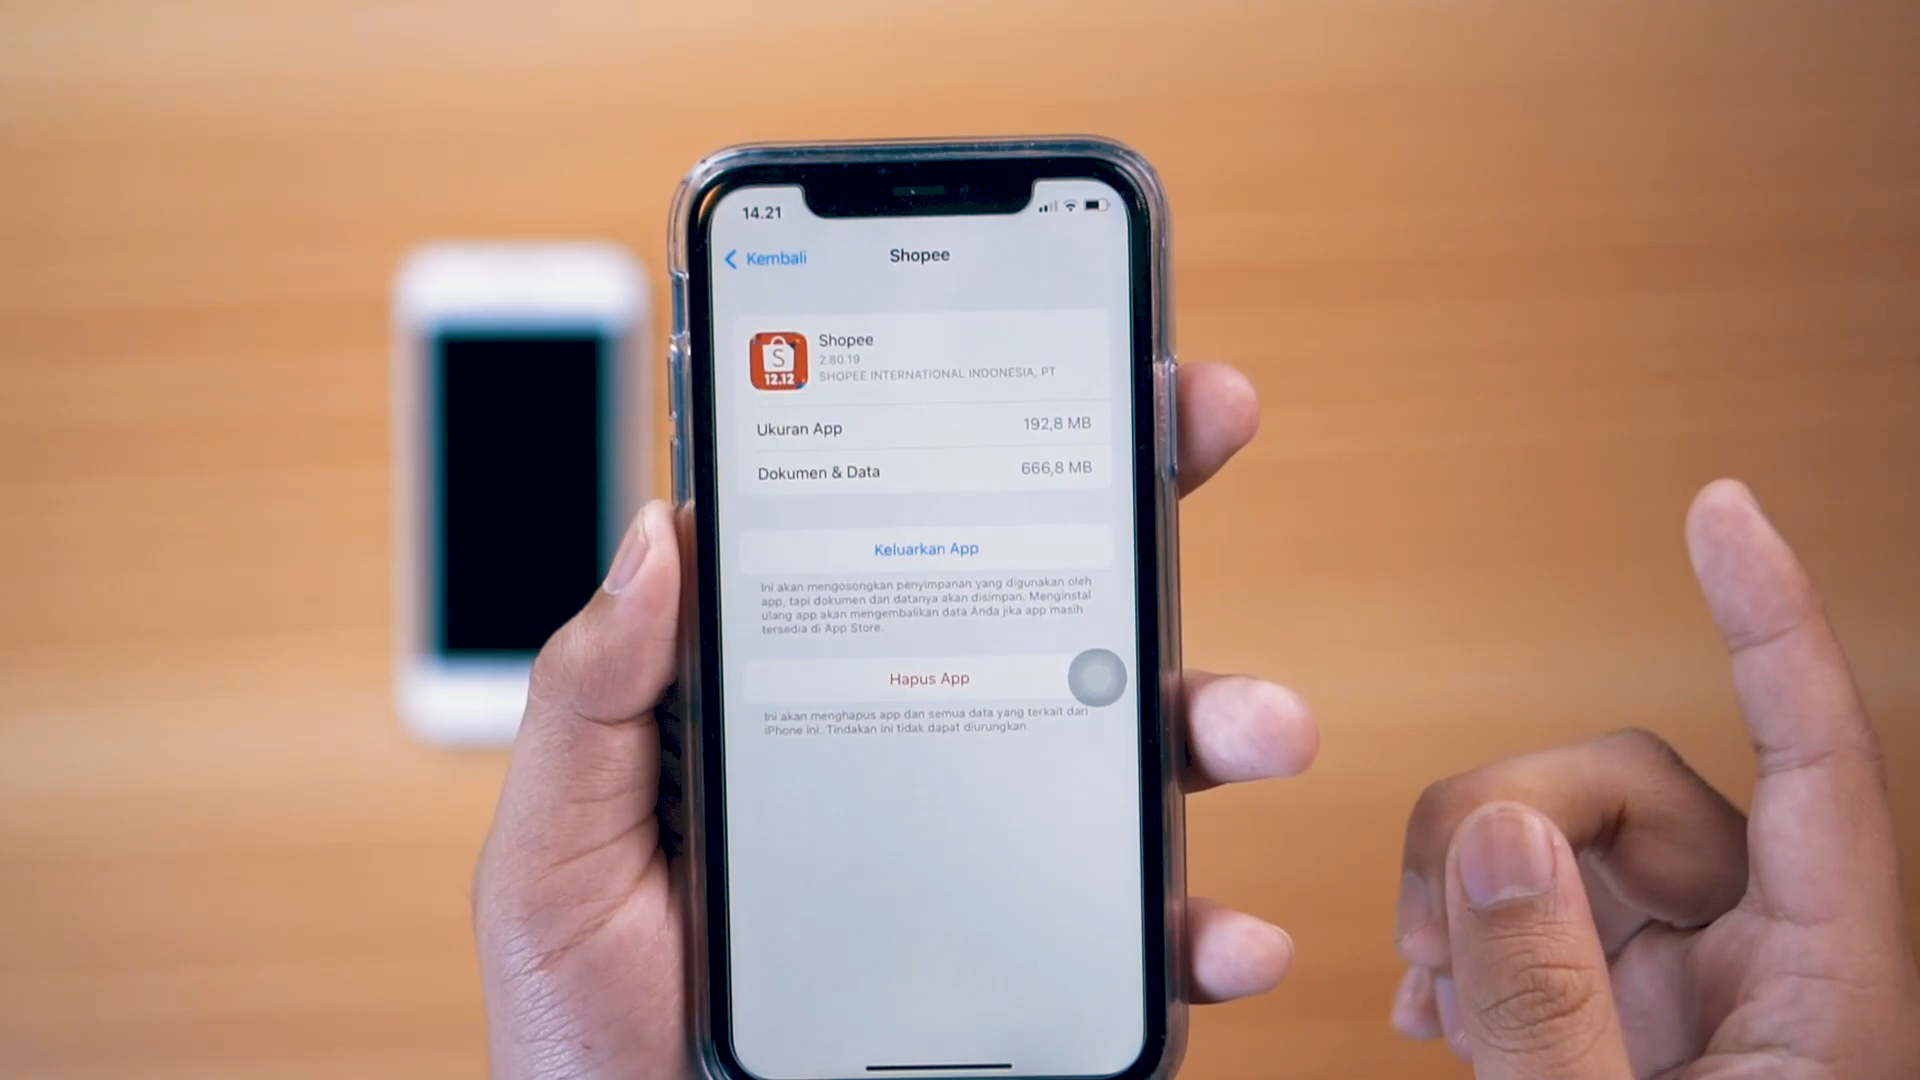 14.21
Kembali
Shopee
Shopee
2.80.19
SHOPEE INTERNATIONAL INDONESIA, PT
S
12.12
Ukuran App 192,8 MB
Dokumen & Data 666,8 MB
Keluarkan App
Ini akan mengosongkan penyimpanan yang digunakan oleh
app, tapi dokumen dan datanya akan disimpan. Menginstal
ulang app akan mengembalikan data Anda jika app masih
tersedia di App Store.
Hapus App
Ini akan menghapus app dan semua data yang terkait dari
iPhone ini. Tindakan ini tidak dapat diurungkan.